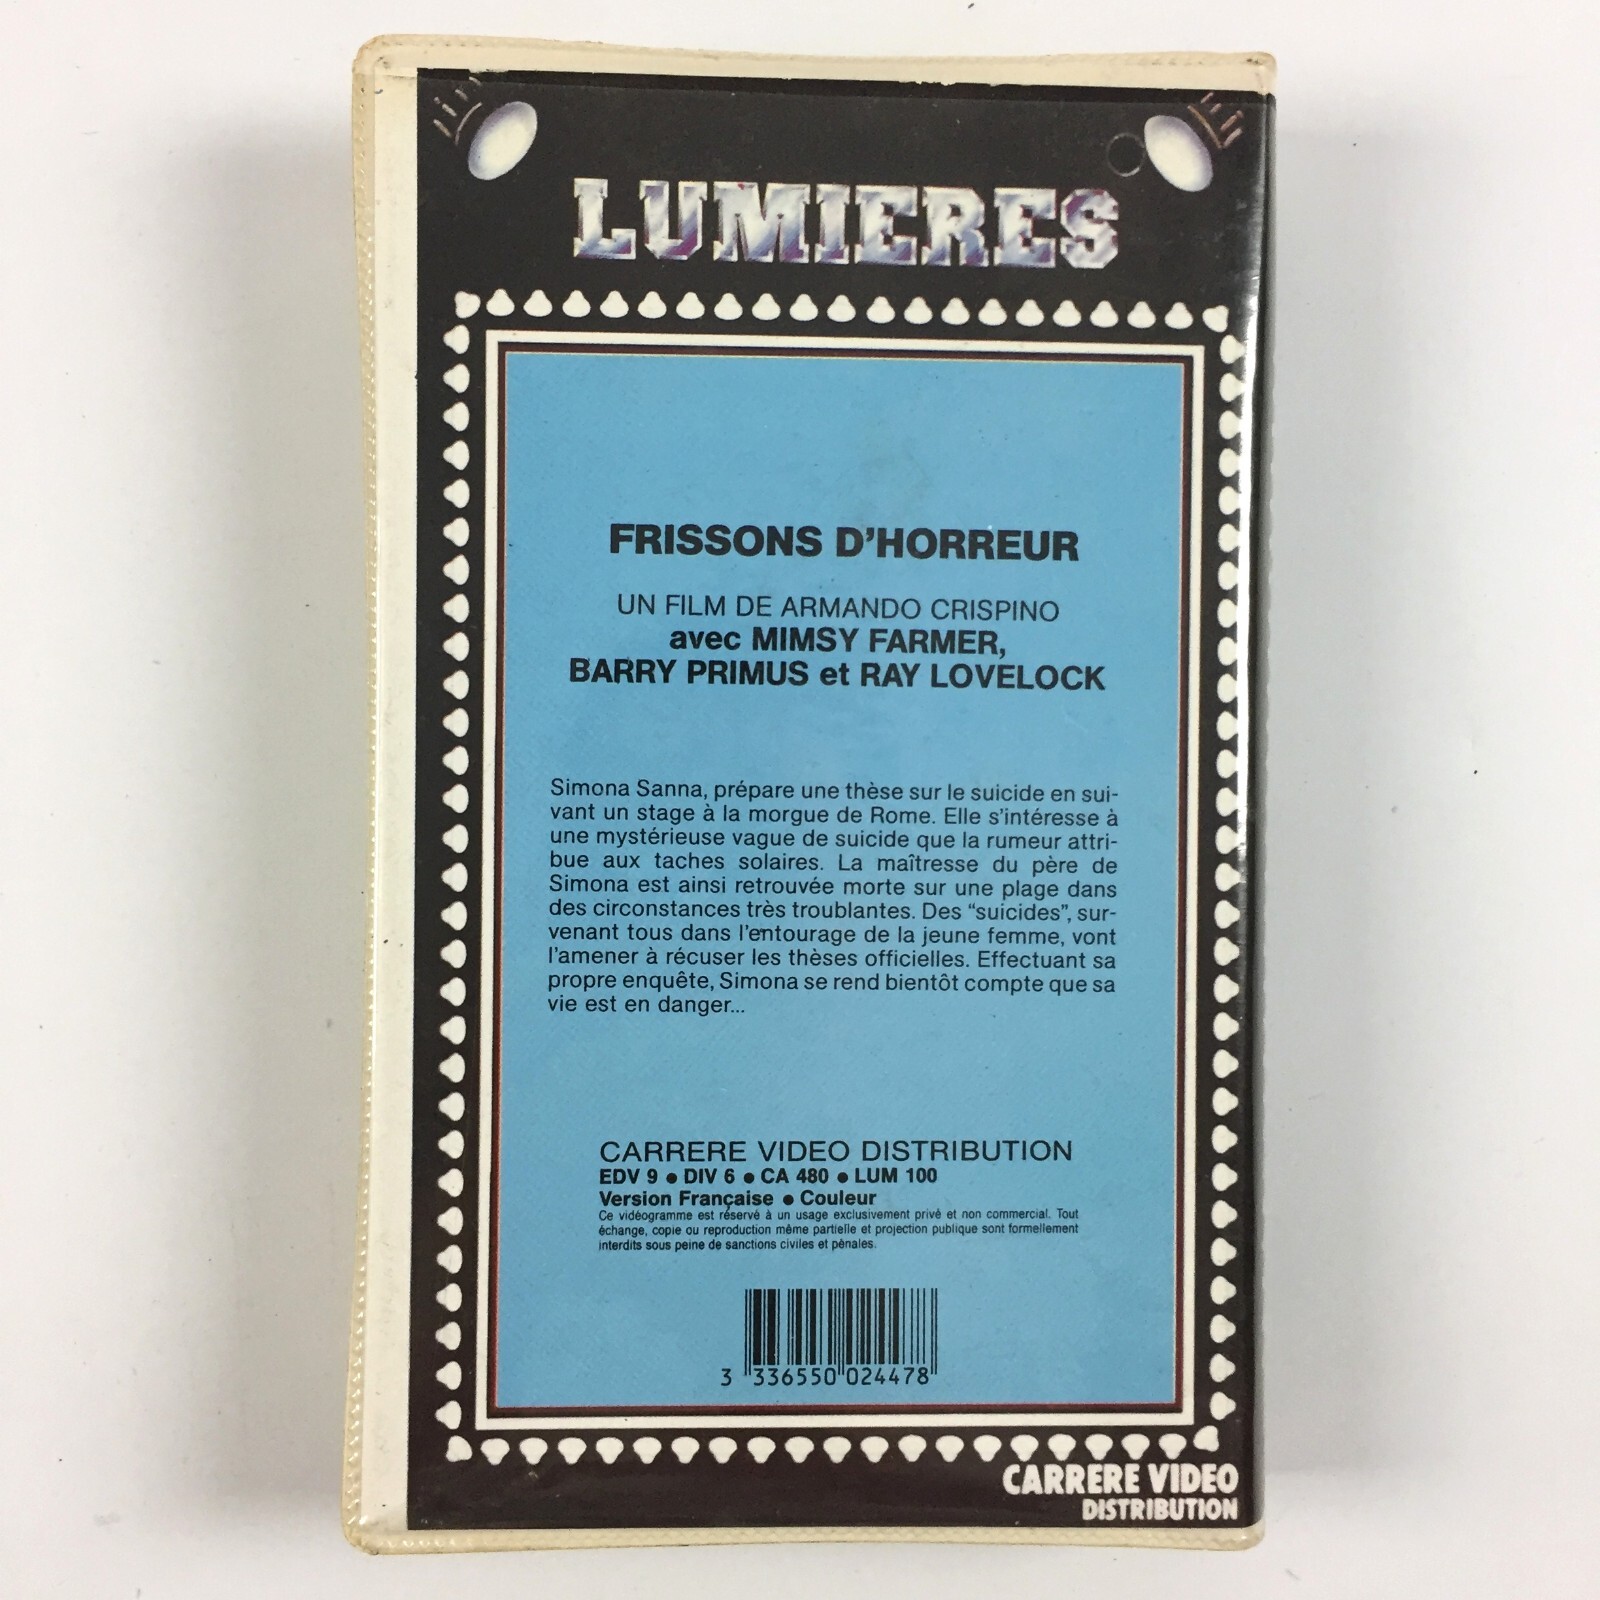 LUMIERES
FRISSONS D'HORREUR
UN FILM DE ARMANDO CRISPINO
avec MIMSY FARMER,
BARRY PRIMUS et RAY LOVELOCK
Simona Sanna, prépare une thèse sur le suicide en sui-
vant un stage à la morgue de Rome. Elle s'intéresse à
une mystérieuse vague de suicide que la rumeur attri-
bue aux taches solaires. La maîtresse du père de
Simona est ainsi retrouvée morte sur une plage dans
des circonstances très troublantes. Des "suicides", sur-
venant tous dans l'entourage de la jeune femme, vont
l'amener à récuser les thèses officielles. Effectuant sa
propre enquête, Simona se rend bientôt compte que sa
vie est en danger...
CARRERE VIDEO DISTRIBUTION
EDV 9 • DIV 6 • CA 480 • LUM 100
Version Française • Couleur
Ce vidéogramme est réservé à un usage exclusivement privé et non commercial. Tout
échange, copie ou reproduction même partielle et projection publique sont formellement
interdits sous peine de sanctions civiles et pénales.
3 336550 024478
CARRERE VIDEO
DISTRIBUTION